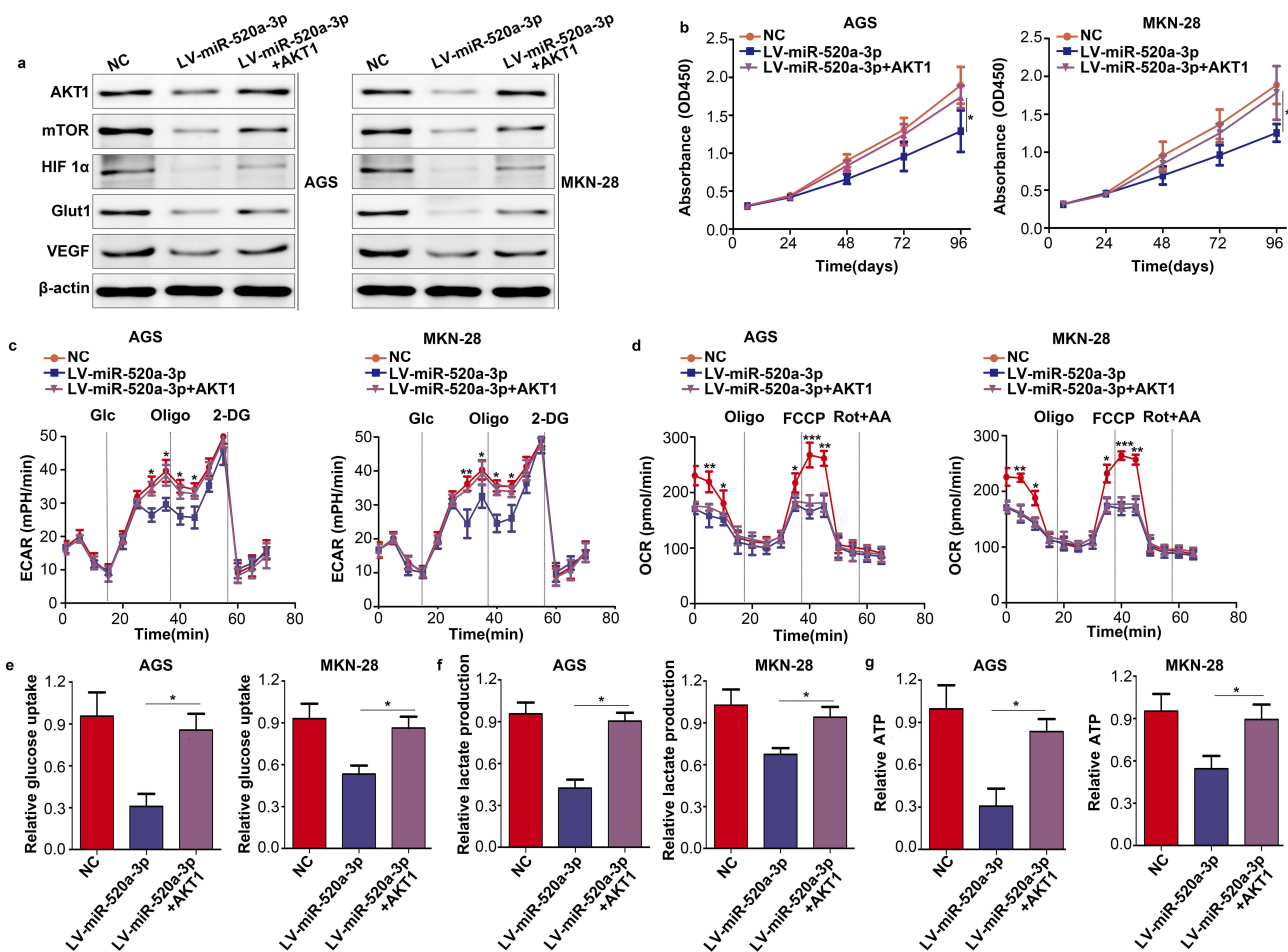 a
NC
LV-miR-520a-3p
LV-miR-520a-3p
+AKT1
NC
LV-miR-520a-3p
LV-miR-520a-3p
+AKT1
AKT1
mTOR
HIF 1α
Glut1
VEGF
β-actin
AGS
MKN-28
b
AGS
NC
LV-miR-520a-3p
LV-miR-520a-3p+AKT1
Absorbance (OD450)
2.5
2.0
1.5
1.0
0.5
0.0
*
0 24 48 72 96
Time(days)
MKN-28
NC
LV-miR-520a-3p
LV-miR-520a-3p+AKT1
Absorbance (OD450)
2.5
2.0
1.5
1.0
0.5
0.0
*
0 24 48 72 96
Time(days)
c
AGS
NC
LV-miR-520a-3p
LV-miR-520a-3p+AKT1
Glc Oligo 2-DG
ECAR (mPH/min)
50
40
30
20
10
0
* * * *
0 20 40 60 80
Time(min)
MKN-28
NC
LV-miR-520a-3p
LV-miR-520a-3p+AKT1
Glc Oligo 2-DG
ECAR (mPH/min)
50
40
30
20
10
0
** * * *
0 20 40 60 80
Time(min)
d
AGS
NC
LV-miR-520a-3p
LV-miR-520a-3p+AKT1
Oligo FCCP Rot+AA
OCR (pmol/min)
300
200
100
0
** * * *** **
0 20 40 60 80
Time(min)
MKN-28
NC
LV-miR-520a-3p
LV-miR-520a-3p+AKT1
Oligo FCCP Rot+AA
OCR (pmol/min)
300
200
100
0
* ** * * *** **
0 20 40 60 80
Time(min)
e
AGS
Relative glucose uptake
1.2
0.9
0.6
0.3
0.0
*
NC
LV-miR-520a-3p
LV-miR-520a-3p
+AKT1
MKN-28
Relative glucose uptake
1.2
0.9
0.6
0.3
0.0
*
NC
LV-miR-520a-3p
LV-miR-520a-3p
+AKT1
f
AGS
Relative lactate production
1.2
0.9
0.6
0.3
0.0
*
NC
LV-miR-520a-3p
LV-miR-520a-3p
+AKT1
MKN-28
Relative lactate production
1.2
0.9
0.6
0.3
0.0
*
NC
LV-miR-520a-3p
LV-miR-520a-3p
+AKT1
g
AGS
Relative ATP
1.2
0.9
0.6
0.3
0.0
*
NC
LV-miR-520a-3p
LV-miR-520a-3p
+AKT1
MKN-28
Relative ATP
1.2
0.9
0.6
0.3
0.0
*
NC
LV-miR-520a-3p
LV-miR-520a-3p
+AKT1